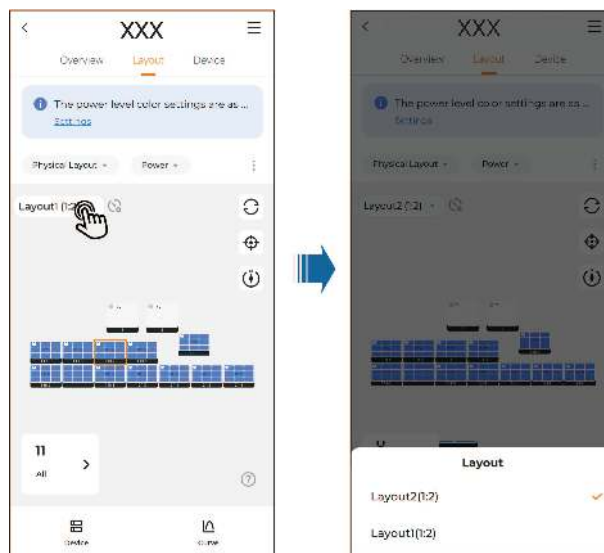 XXX
Overview Layout Device
The power level color settings are as ...
Settings
Physical Layout Power
Layout1 (1:2)
11
All
Device Curve
XXX
Overview Layout Device
The power level color settings are as ...
Settings
Physical Layout Power
Layout2 (1:2)
Layout
Layout2(1:2)
Layout1(1:2)